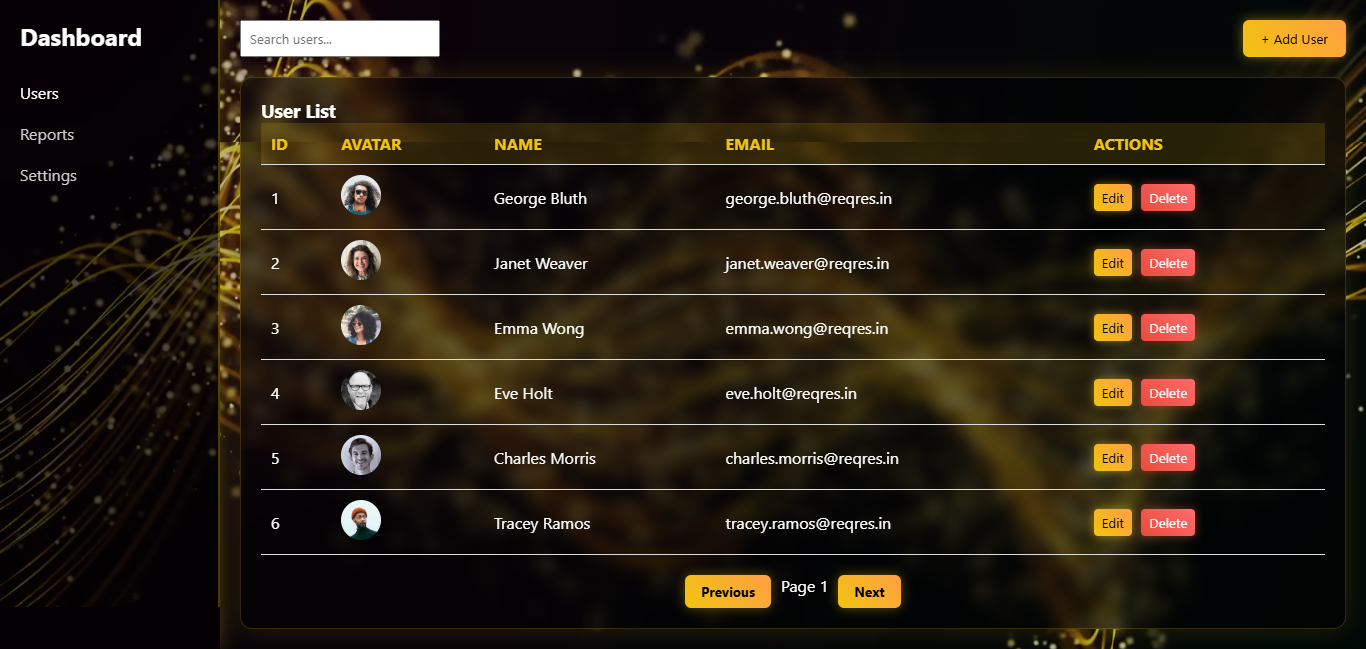 Dashboard
Users
Reports
Settings
Search users...
+ Add User
User List
ID AVATAR NAME EMAIL ACTIONS
1 George Bluth george.bluth@reqres.in Edit Delete
2 Janet Weaver janet.weaver@reqres.in Edit Delete
3 Emma Wong emma.wong@reqres.in Edit Delete
4 Eve Holt eve.holt@reqres.in Edit Delete
5 Charles Morris charles.morris@reqres.in Edit Delete
6 Tracey Ramos tracey.ramos@reqres.in Edit Delete
Previous Page 1 Next